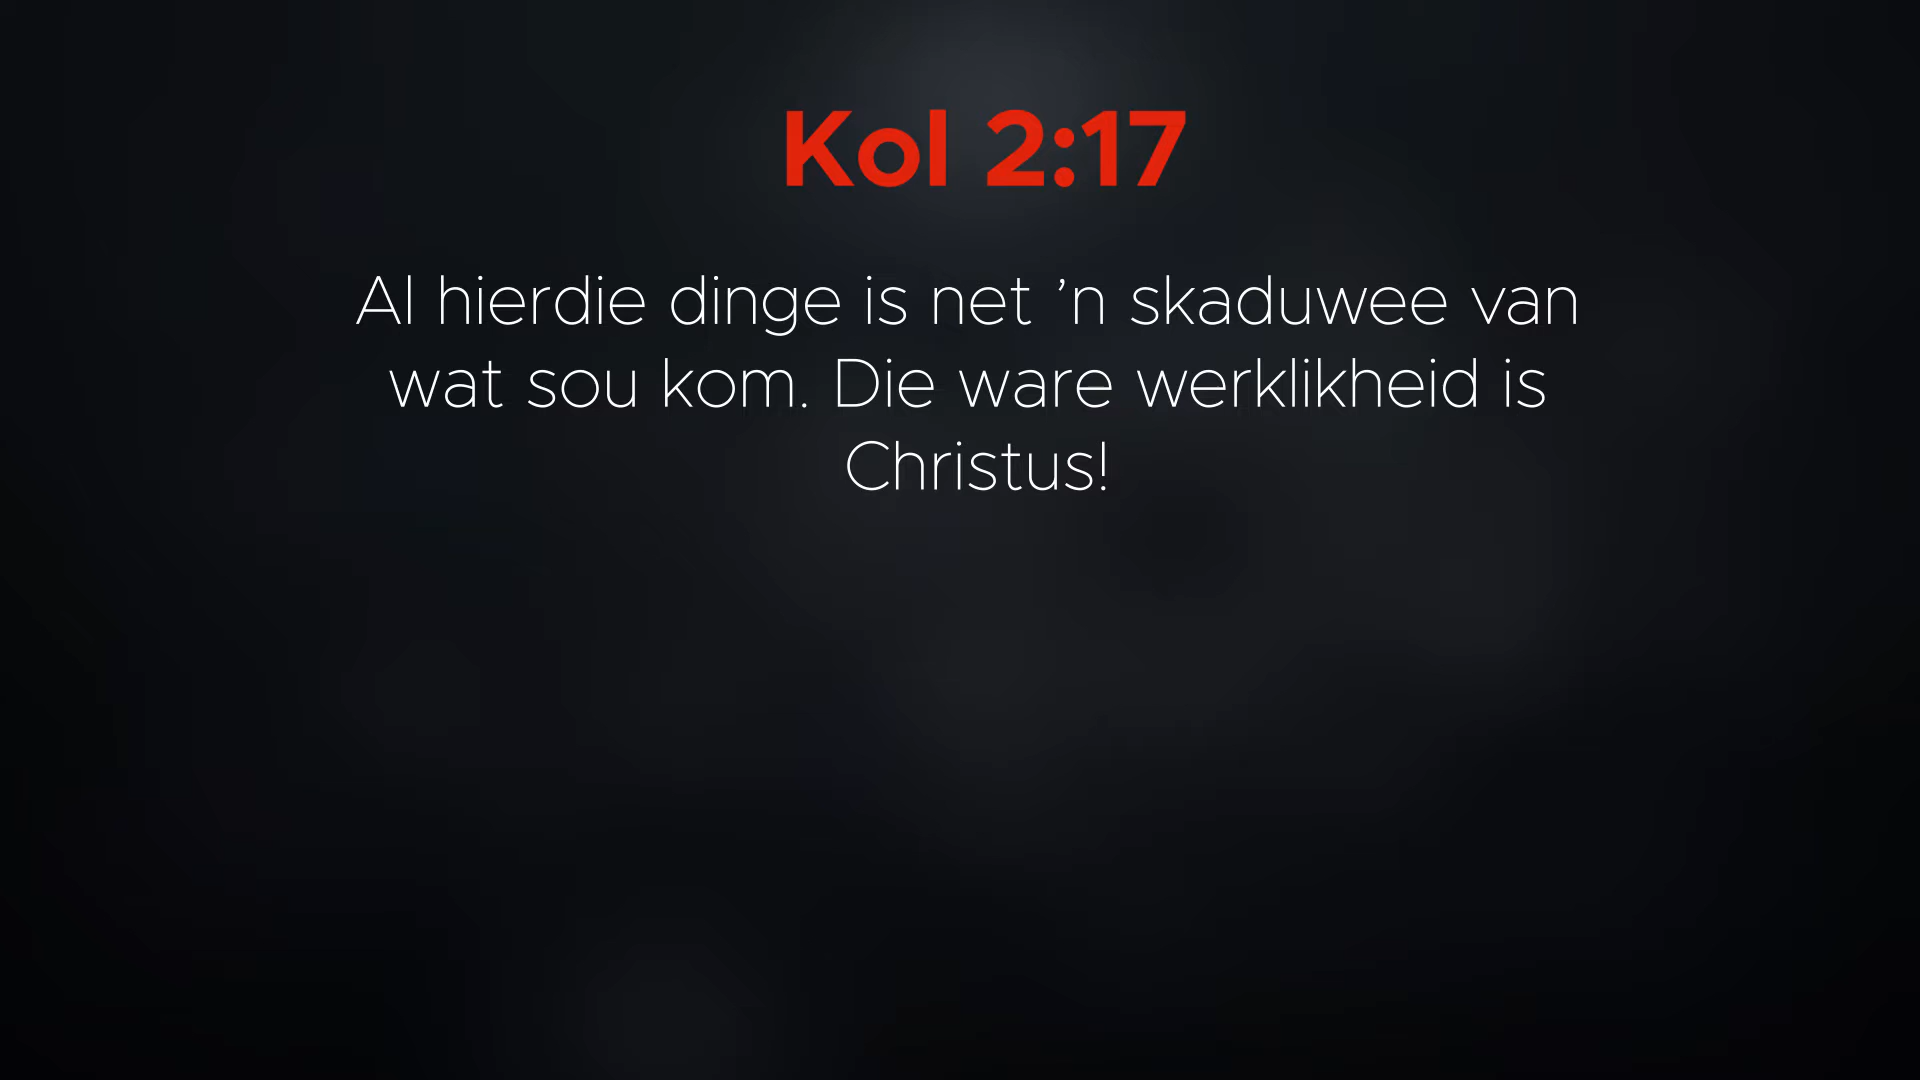 Kol 2:17
Al hierdie dinge is net ’n skaduwee van
wat sou kom. Die ware werklikheid is
Christus!